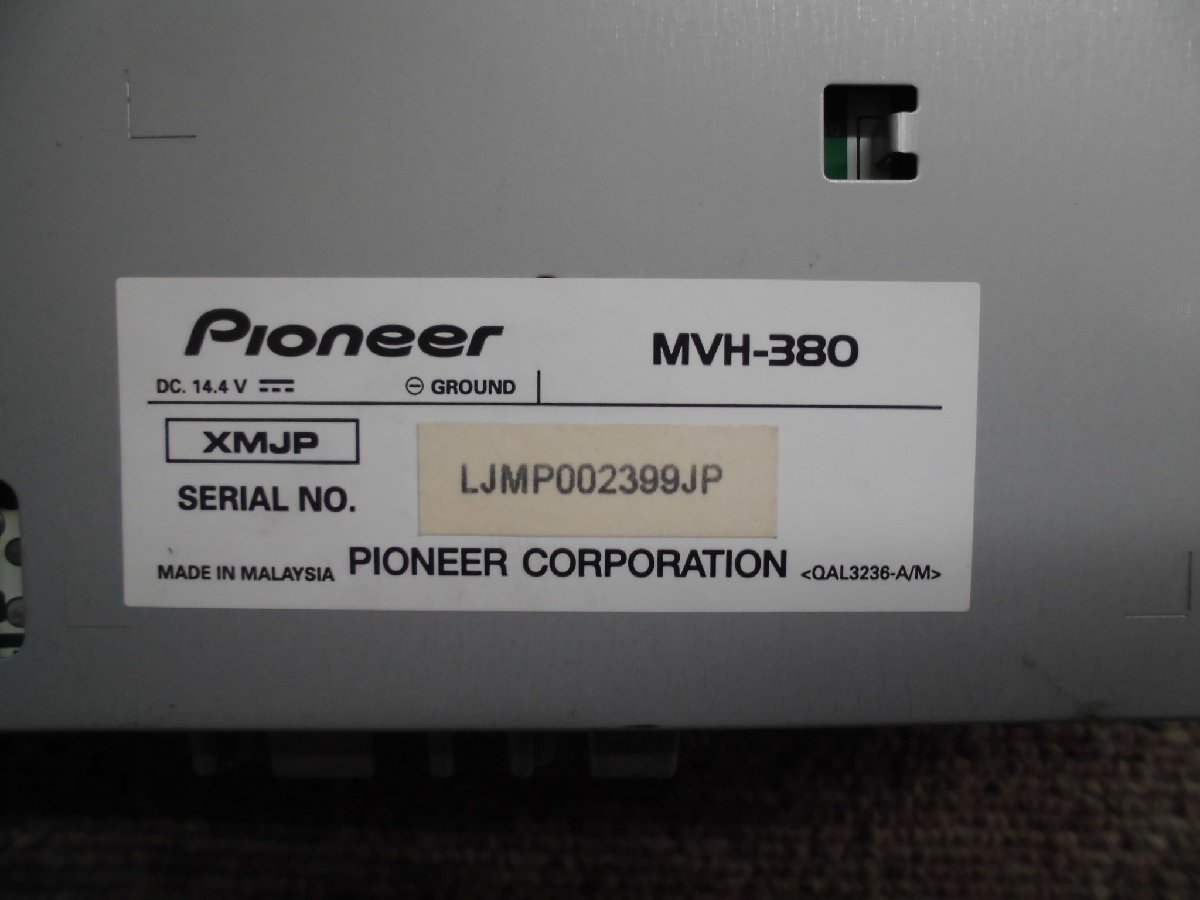 Pioneer
MVH-380
DC. 14.4 V ⎓ ⊖ GROUND
XMJP
SERIAL NO. LJMP002399JP
MADE IN MALAYSIA PIONEER CORPORATION <QAL3236-A/M>